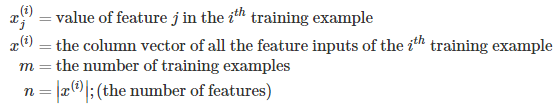 x_j^{(i)} = value of feature j in the i^{th} training example
x^{(i)} = the column vector of all the feature inputs of the i^{th} training example
m = the number of training examples
n = |x^{(i)}|; (the number of features)